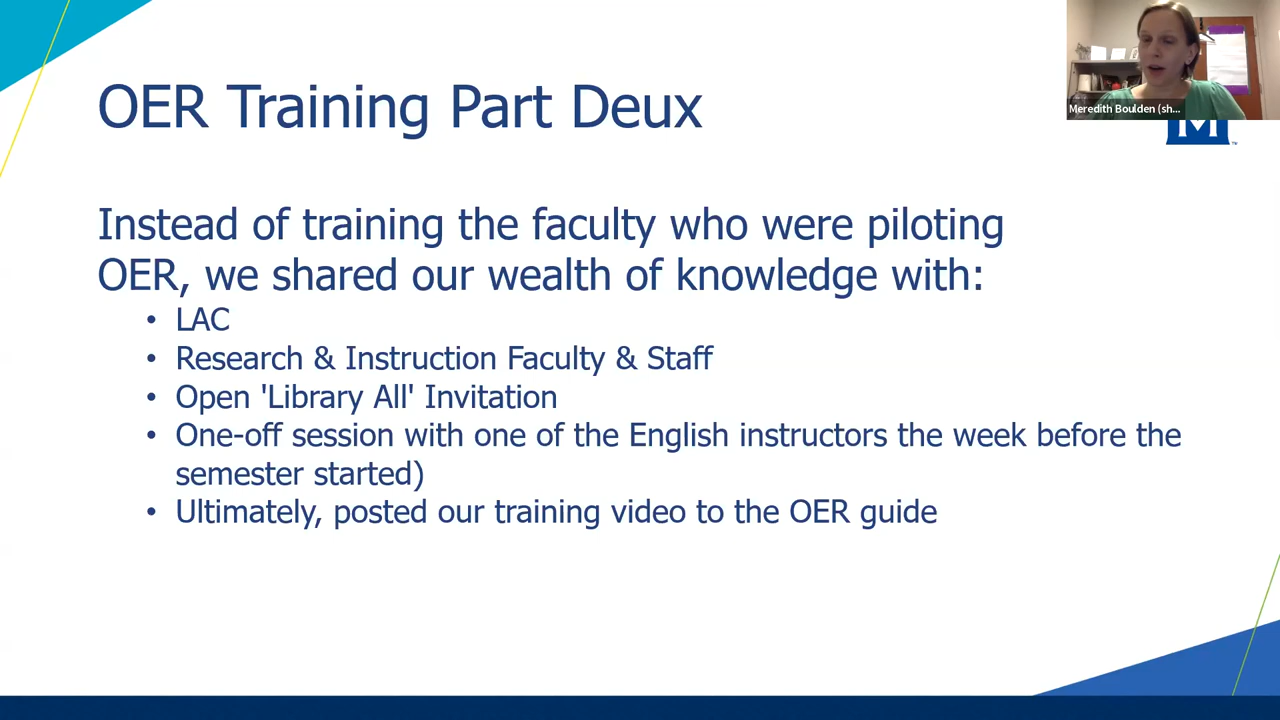 OER Training Part Deux
Meredith Boulden (sh...
M
™
Instead of training the faculty who were piloting
OER, we shared our wealth of knowledge with:
• LAC
• Research & Instruction Faculty & Staff
• Open 'Library All' Invitation
• One-off session with one of the English instructors the week before the
semester started)
• Ultimately, posted our training video to the OER guide